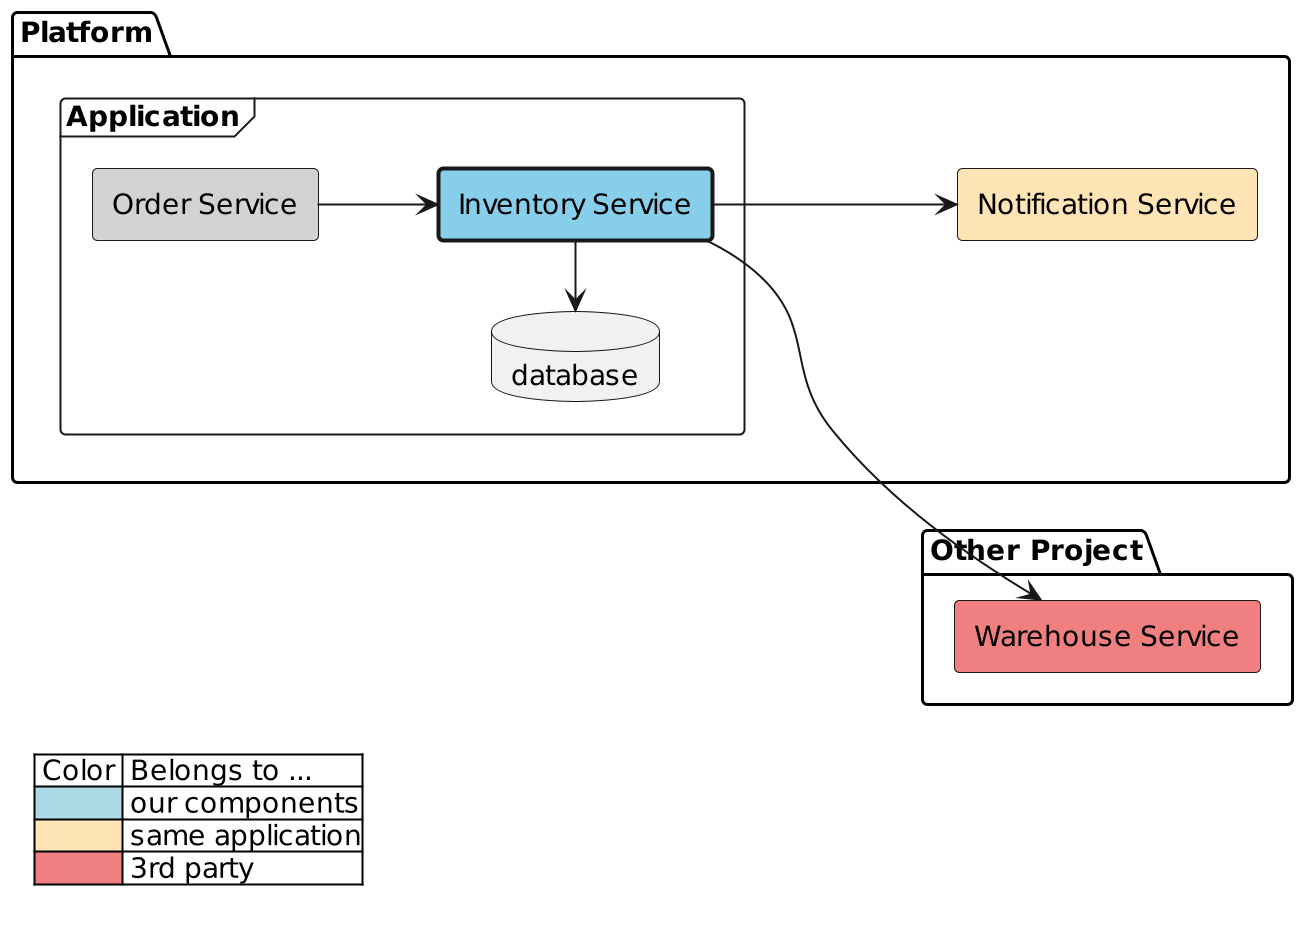 Platform
Application
Order Service
Inventory Service
Notification Service
database
Other Project
Warehouse Service
Color Belongs to ...
our components
same application
3rd party